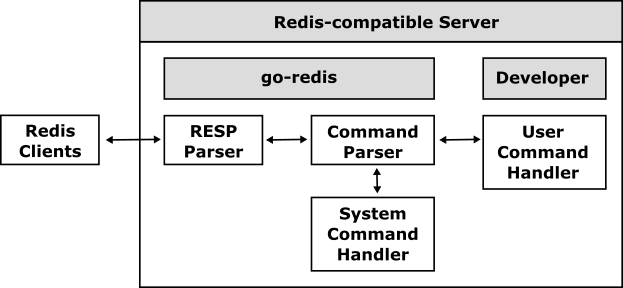 Redis-compatible Server
go-redis
Developer
Redis
Clients
RESP
Parser
Command
Parser
User
Command
Handler
System
Command
Handler